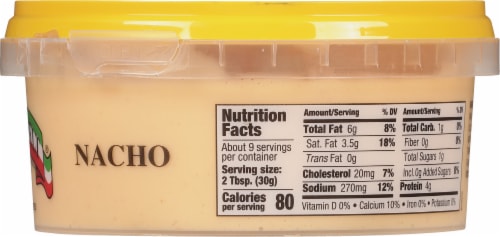 NACHO
Nutrition
Facts
About 9 servings
per container
Serving size:
2 Tbsp. (30g)
Calories
per serving 80
Amount/Serving % DV
Total Fat 6g 8%
Sat. Fat 3.5g 18%
Trans Fat 0g
Cholesterol 20mg 7%
Sodium 270mg 12%
Amount/Serving % DV
Total Carb. 1g 0%
Fiber 0g 0%
Total Sugars 1g
Incl. 0g Added Sugars 0%
Protein 4g
Vitamin D 0% • Calcium 10% • Iron 0% • Potassium 0%